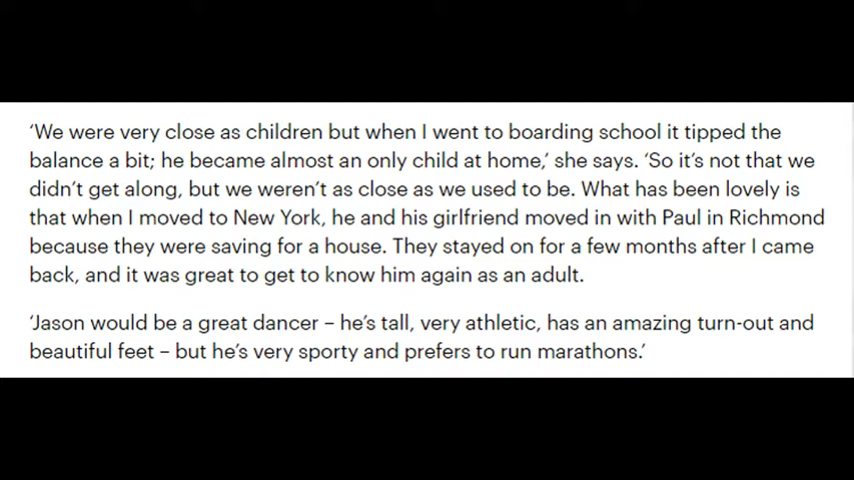 ‘We were very close as children but when I went to boarding school it tipped the
balance a bit; he became almost an only child at home,’ she says. ‘So it’s not that we
didn’t get along, but we weren’t as close as we used to be. What has been lovely is
that when I moved to New York, he and his girlfriend moved in with Paul in Richmond
because they were saving for a house. They stayed on for a few months after I came
back, and it was great to get to know him again as an adult.
‘Jason would be a great dancer – he’s tall, very athletic, has an amazing turn-out and
beautiful feet – but he’s very sporty and prefers to run marathons.’